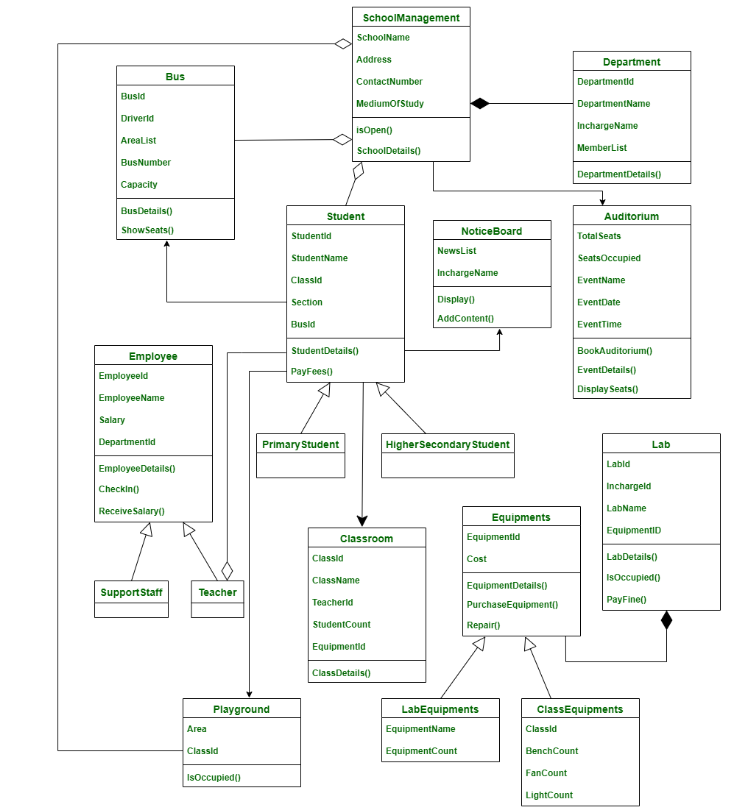 SchoolManagement
SchoolName
Address
ContactNumber
MediumOfStudy
isOpen()
SchoolDetails()
Department
DepartmentId
DepartmentName
InchargeName
MemberList
DepartmentDetails()
Bus
BusId
DriverId
AreaList
BusNumber
Capacity
BusDetails()
ShowSeats()
Student
StudentId
StudentName
ClassId
Section
BusId
StudentDetails()
PayFees()
NoticeBoard
NewsList
InchargeName
Display()
AddContent()
Auditorium
TotalSeats
SeatsOccupied
EventName
EventDate
EventTime
BookAuditorium()
EventDetails()
DisplaySeats()
Employee
EmployeeId
EmployeeName
Salary
DepartmentId
EmployeeDetails()
CheckIn()
ReceiveSalary()
PrimaryStudent
HigherSecondaryStudent
Lab
LabId
InchargeId
LabName
EquipmentID
LabDetails()
IsOccupied()
PayFine()
Equipments
EquipmentId
Cost
EquipmentDetails()
PurchaseEquipment()
Repair()
Classroom
ClassId
ClassName
TeacherId
StudentCount
EquipmentId
ClassDetails()
SupportStaff
Teacher
Playground
Area
ClassId
IsOccupied()
LabEquipments
EquipmentName
EquipmentCount
ClassEquipments
ClassId
BenchCount
FanCount
LightCount